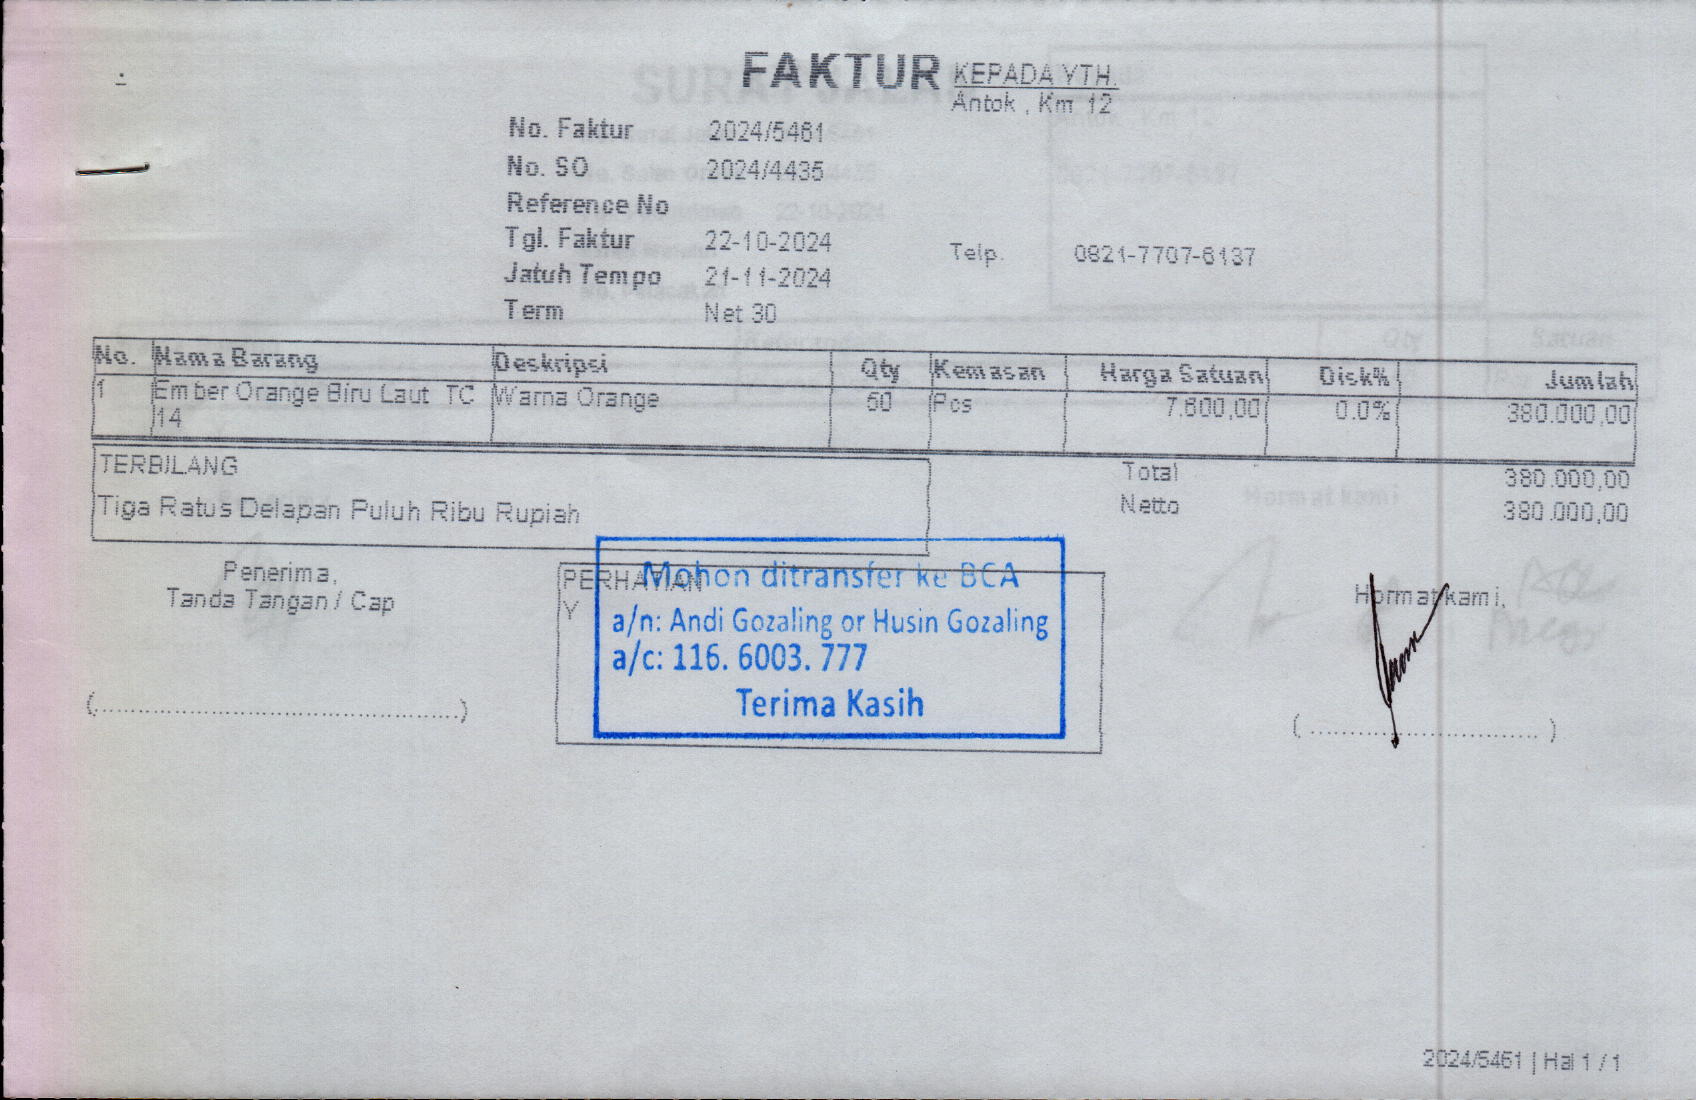 FAKTUR
KEPADA YTH.
Antok , Km 12
No. Faktur 2024/5461
No. SO 2024/4435
Reference No
Tgl. Faktur 22-10-2024
Telp. 0821-7707-6137
Jatuh Tempo 21-11-2024
Term Net 30
No. Nama Barang Deskripsi Qty Kemasan Harga Satuan Disk% Jumlah
1 Ember Orange Biru Laut TC Warna Orange 50 Pcs 7.600,00 0.0% 380.000,00
14
TERBILANG
Total 380.000,00
Tiga Ratus Delapan Puluh Ribu Rupiah
Netto 380.000,00
Penerima,
Tanda Tangan / Cap
(.................................................)
PERHATIAN
Y
Mohon ditransfer ke BCA
a/n: Andi Gozaling or Husin Gozaling
a/c: 116. 6003. 777
Terima Kasih
Hormat kami,
( .............................. )
2024/5461 | Hal 1 / 1